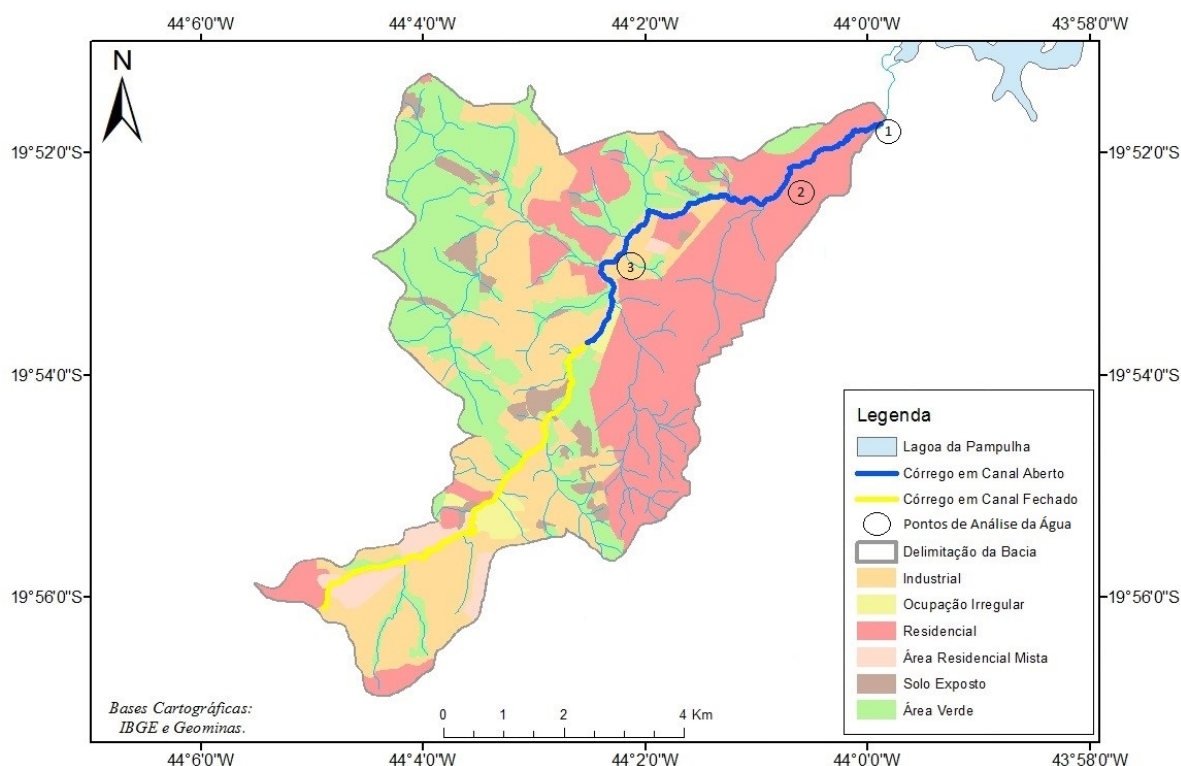 44°6'0"W 44°4'0"W 44°2'0"W 44°0'0"W 43°58'0"W
N
1
19°52'0"S 19°52'0"S
2
3
19°54'0"S 19°54'0"S
Legenda
Lagoa da Pampulha
Córrego em Canal Aberto
Córrego em Canal Fechado
Pontos de Análise da Água
Delimitação da Bacia
Industrial
Ocupação Irregular
Residencial
Área Residencial Mista
Solo Exposto
Área Verde
19°56'0"S 19°56'0"S
Bases Cartográficas:
IBGE e Geominas.
0 1 2 4 Km
44°6'0"W 44°4'0"W 44°2'0"W 44°0'0"W 43°58'0"W